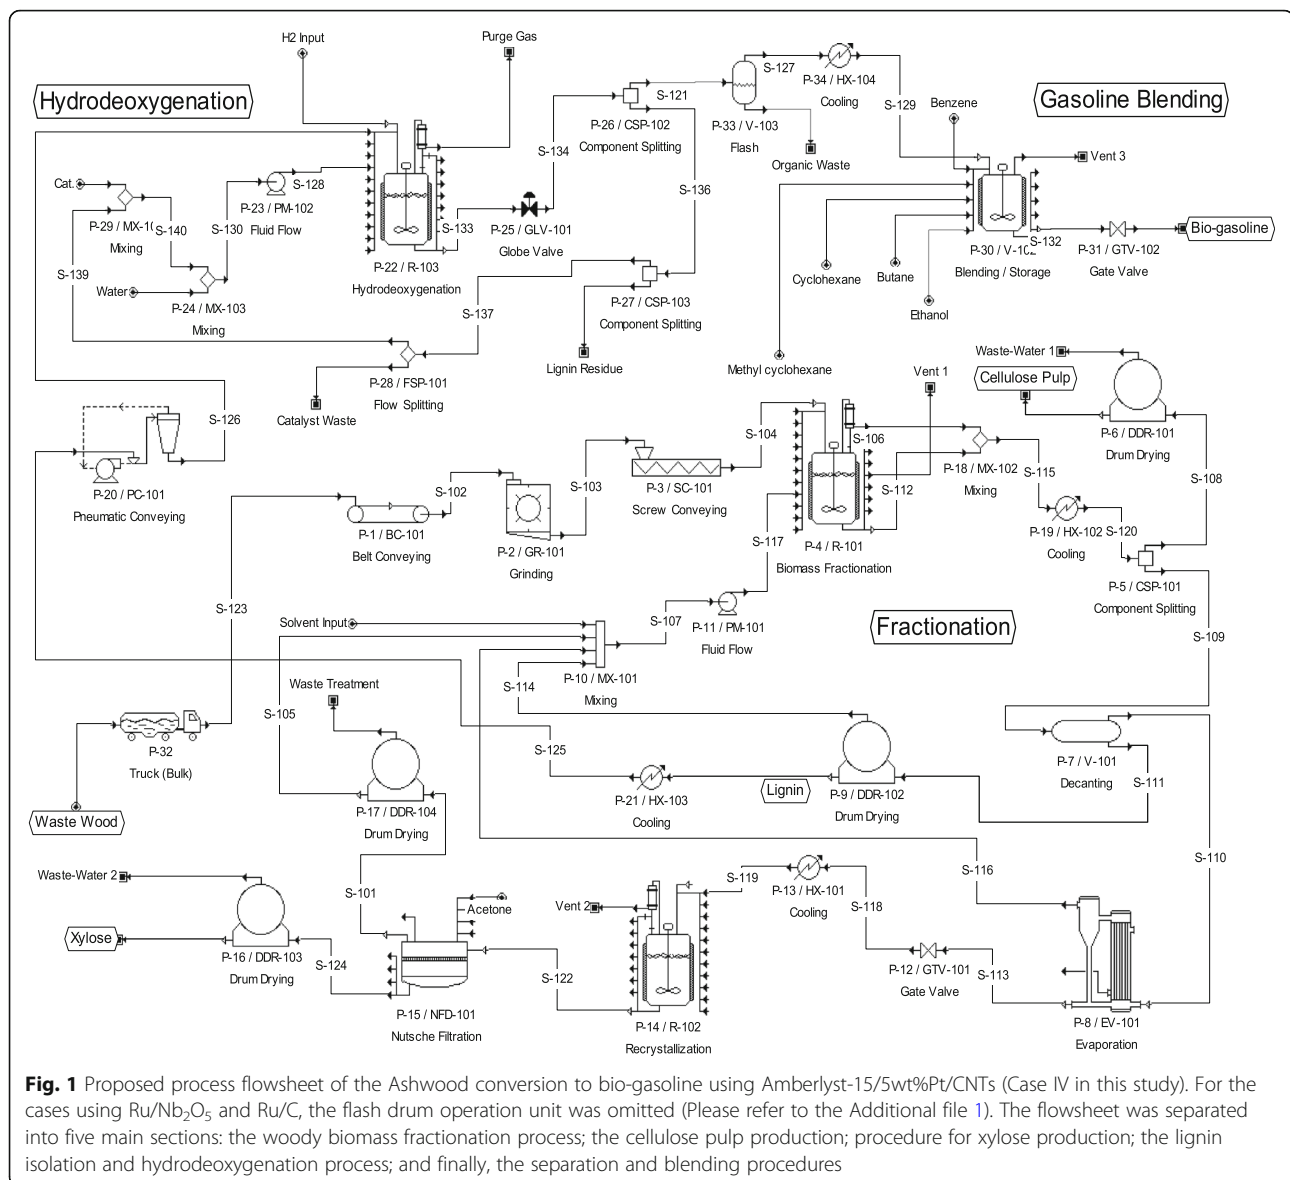 H2 Input
Purge Gas
Hydrodeoxygenation
S-127
P-34 / HX-104
Cooling
S-121
P-26 / CSP-102
Component Splitting
P-33 / V-103
Flash
Organic Waste
S-129
Benzene
Gasoline Blending
Vent 3
S-134
S-136
Cat.
S-128
P-23 / PM-102
Fluid Flow
S-130
P-29 / MX-10
Mixing
S-140
S-139
Water
P-24 / MX-103
Mixing
P-22 / R-103
Hydrodeoxygenation
S-133
P-25 / GLV-101
Globe Valve
P-27 / CSP-103
Component Splitting
S-137
Lignin Residue
P-28 / FSP-101
Flow Splitting
Catalyst Waste
Cyclohexane
Butane
Ethanol
Methyl cyclohexane
P-30 / V-102
Blending / Storage
S-132
P-31 / GTV-102
Gate Valve
Bio-gasoline
Waste-Water 1
Cellulose Pulp
P-6 / DDR-101
Drum Drying
Vent 1
S-126
P-20 / PC-101
Pneumatic Conveying
S-102
P-1 / BC-101
Belt Conveying
S-103
P-2 / GR-101
Grinding
P-3 / SC-101
Screw Conveying
S-104
S-106
S-112
P-4 / R-101
Biomass Fractionation
P-18 / MX-102
Mixing
S-115
S-108
P-19 / HX-102
Cooling
S-120
P-5 / CSP-101
Component Splitting
S-117
S-123
Solvent Input
S-107
P-11 / PM-101
Fluid Flow
Fractionation
S-109
P-10 / MX-101
Mixing
S-114
Waste Treatment
S-105
S-125
P-32
Truck (Bulk)
Waste Wood
P-17 / DDR-104
Drum Drying
P-21 / HX-103
Cooling
Lignin
P-9 / DDR-102
Drum Drying
P-7 / V-101
Decanting
S-111
S-110
S-116
Waste-Water 2
S-101
Acetone
Vent 2
S-119
P-13 / HX-101
Cooling
S-118
Xylose
P-16 / DDR-103
Drum Drying
S-124
P-15 / NFD-101
Nutsche Filtration
S-122
P-14 / R-102
Recrystallization
P-12 / GTV-101
Gate Valve
S-113
P-8 / EV-101
Evaporation
Fig. 1 Proposed process flowsheet of the Ashwood conversion to bio-gasoline using Amberlyst-15/5wt%Pt/CNTs (Case IV in this study). For the
cases using Ru/Nb₂O₅ and Ru/C, the flash drum operation unit was omitted (Please refer to the Additional file 1). The flowsheet was separated
into five main sections: the woody biomass fractionation process; the cellulose pulp production; procedure for xylose production; the lignin
isolation and hydrodeoxygenation process; and finally, the separation and blending procedures